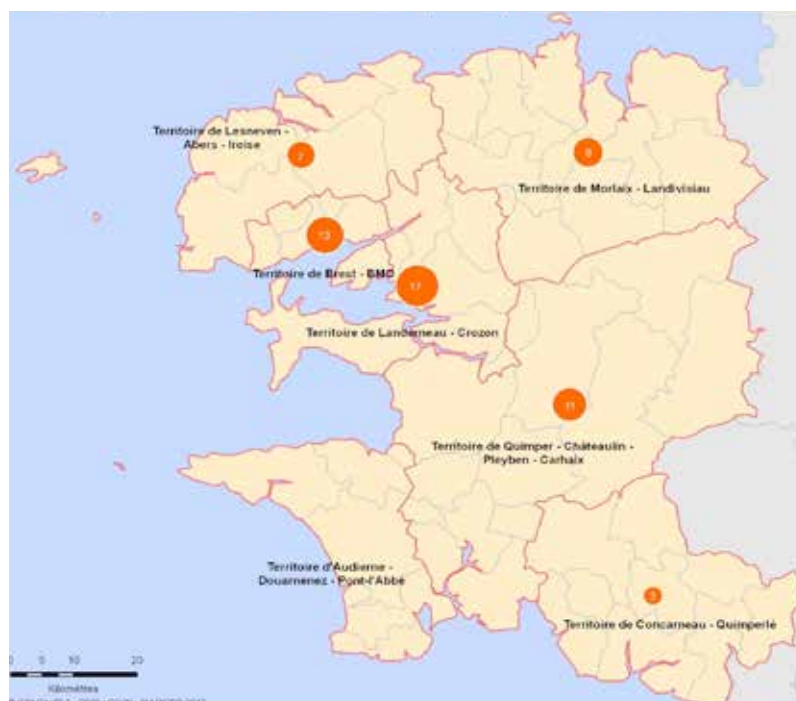 Territoire de Lesneven -
Abers - Iroise
7
8
Territoire de Morlaix - Landivisiau
13
Territoire de Brest - BMO
17
Territoire de Landerneau - Crozon
11
Territoire de Quimper - Châteaulin -
Pleyben - Carhaix
Territoire d'Audierne -
Douarnenez - Pont-l'Abbé
3
Territoire de Concarneau - Quimperlé
0 5 10 20
Kilomètres